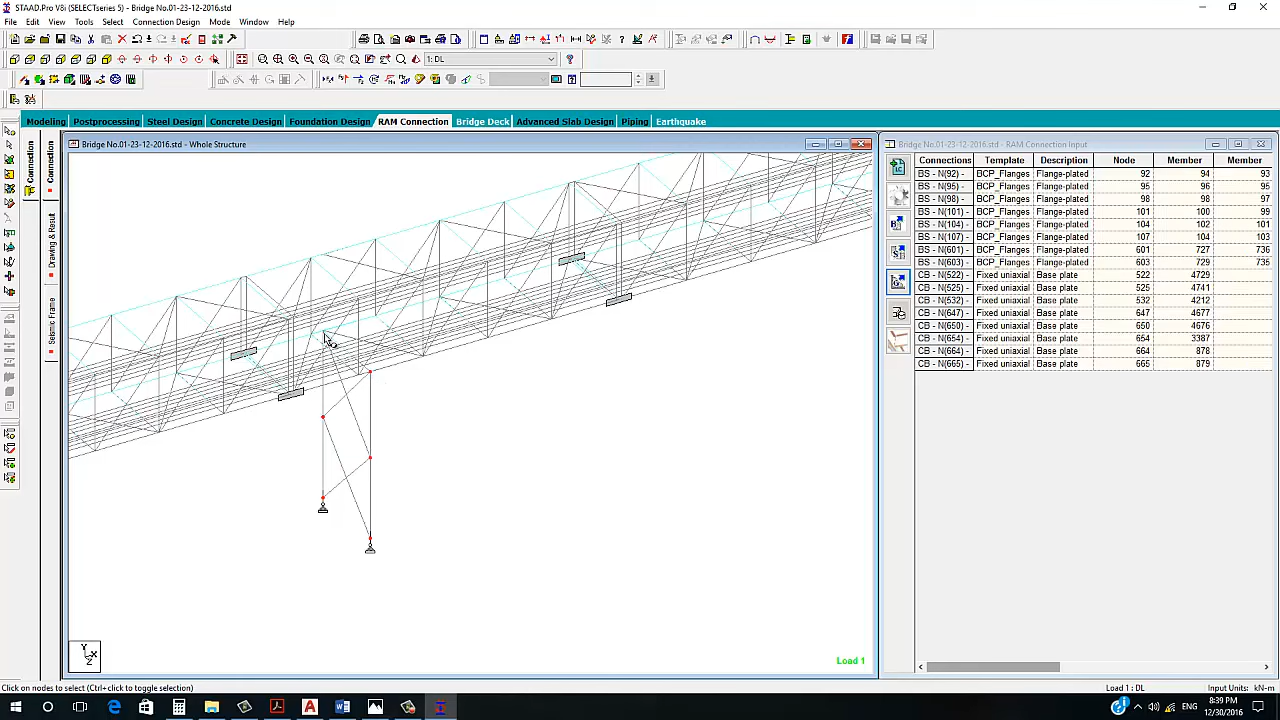 STAAD.Pro V8i (SELECTseries 5) - Bridge No.01-23-12-2016.std
File Edit View Tools Select Connection Design Mode Window Help
1: DL
Modeling Postprocessing Steel Design Concrete Design Foundation Design RAM Connection Bridge Deck Advanced Slab Design Piping Earthquake
Bridge No.01-23-12-2016.std - Whole Structure
Bridge No.01-23-12-2016.std - RAM Connection Input
Connection
Connection
Drawing & Result
Seismic Frame
Connections Template Description Node Member Member
BS - N(92) - BCP_Flanges Flange-plated 92 94 93
BS - N(95) - BCP_Flanges Flange-plated 95 96 95
BS - N(98) - BCP_Flanges Flange-plated 98 98 97
BS - N(101) - BCP_Flanges Flange-plated 101 100 99
BS - N(104) - BCP_Flanges Flange-plated 104 102 101
BS - N(107) - BCP_Flanges Flange-plated 107 104 103
BS - N(601) - BCP_Flanges Flange-plated 601 727 736
BS - N(603) - BCP_Flanges Flange-plated 603 729 735
CB - N(522) - Fixed uniaxial Base plate 522 4729
CB - N(525) - Fixed uniaxial Base plate 525 4741
CB - N(532) - Fixed uniaxial Base plate 532 4212
CB - N(647) - Fixed uniaxial Base plate 647 4677
CB - N(650) - Fixed uniaxial Base plate 650 4676
CB - N(654) - Fixed uniaxial Base plate 654 3387
CB - N(664) - Fixed uniaxial Base plate 664 878
CB - N(665) - Fixed uniaxial Base plate 665 879
Y
X
Z
Load 1
Click on nodes to select (Ctrl+click to toggle selection)
Load 1 : DL
Input Units: kN-m
8:39 PM
12/30/2016